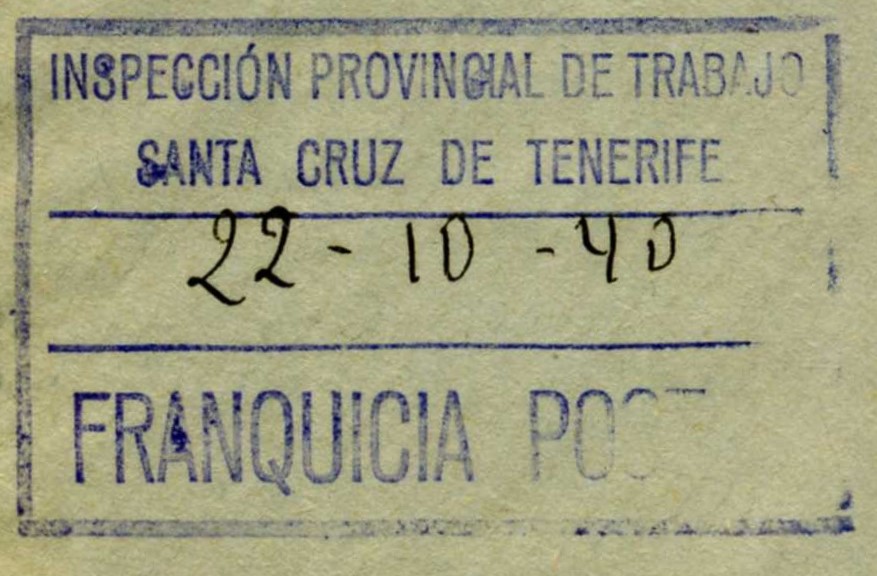 INSPECCIÓN PROVINCIAL DE TRABAJO
SANTA CRUZ DE TENERIFE
22-10-40
FRANQUICIA